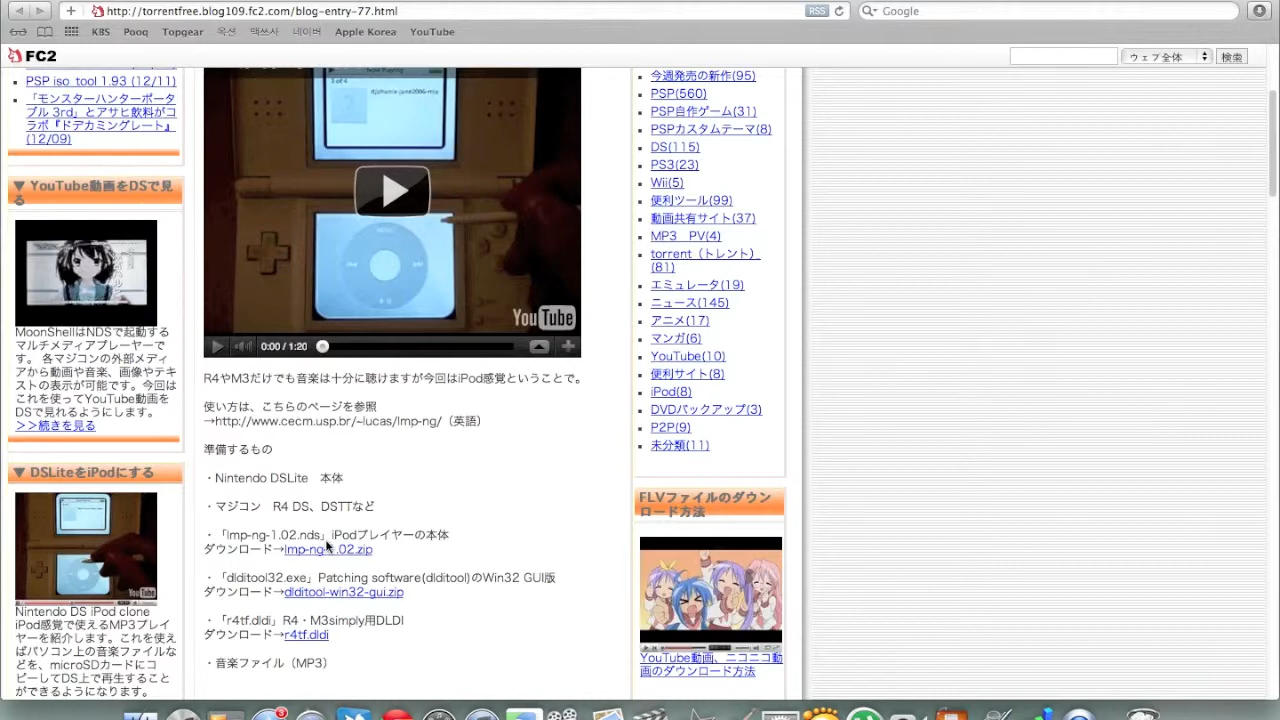 http://torrentfree.blog109.fc2.com/blog-entry-77.html
RSS
Google
KBS
Pooq
Topgear
옥션
맥쓰사
네이버
Apple Korea
YouTube
FC2
ウェブ全体
検索
PSP iso tool 1.93 (12/11)
「モンスターハンターポータ
ブル 3rd」とアサヒ飲料がコ
ラボ『ドデカミングレート』
(12/09)
▼ YouTube動画をDSで見
る
MoonShellはNDSで起動する
マルチメディアプレーヤーで
す。 各マジコンの外部メディ
アから動画や音楽、画像やテキ
ストの表示が可能です。今回は
これを使ってYouTube動画を
DSで見れるようにします。
>>続きを見る
▼ DSLiteをiPodにする
YouTube
Nintendo DS iPod clone
iPod感覚で使えるMP3プレイ
ヤーを紹介します。これを使え
ばパソコン上の音楽ファイルな
どを、microSDカードにコ
ピーしてDS上で再生すること
ができるようになります。
Now Playing
3 of 4
MENU
YouTube
0:00 / 1:20
R4やM3だけでも音楽は十分に聴けますが今回はiPod感覚ということで。
使い方は、こちらのページを参照
→http://www.cecm.usp.br/~lucas/lmp-ng/（英語）
準備するもの
・Nintendo DSLite 本体
・マジコン R4 DS、DSTTなど
・「lmp-ng-1.02.nds」iPodプレイヤーの本体
ダウンロード→lmp-ng-1.02.zip
・「dlditool32.exe」Patching software(dlditool)のWin32 GUI版
ダウンロード→dlditool-win32-gui.zip
・「r4tf.dldi」R4・M3simply用DLDI
ダウンロード→r4tf.dldi
・音楽ファイル（MP3）
今週発売の新作(95)
PSP(560)
PSP自作ゲーム(31)
PSPカスタムテーマ(8)
DS(115)
PS3(23)
Wii(5)
便利ツール(99)
動画共有サイト(37)
MP3 PV(4)
torrent（トレント）
(81)
エミュレータ(19)
ニュース(145)
アニメ(17)
マンガ(6)
YouTube(10)
便利サイト(8)
iPod(8)
DVDバックアップ(3)
P2P(9)
未分類(11)
FLVファイルのダウン
ロード方法
YouTube動画、ニコニコ動
画のダウンロード方法